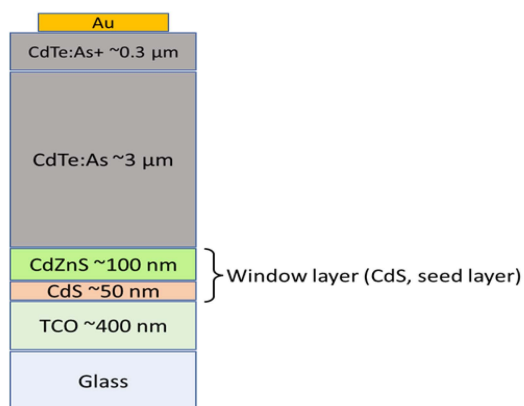 Au
CdTe:As+ ~0.3 µm
CdTe:As ~3 µm
CdZnS ~100 nm
CdS ~50 nm
Window layer (CdS, seed layer)
TCO ~400 nm
Glass